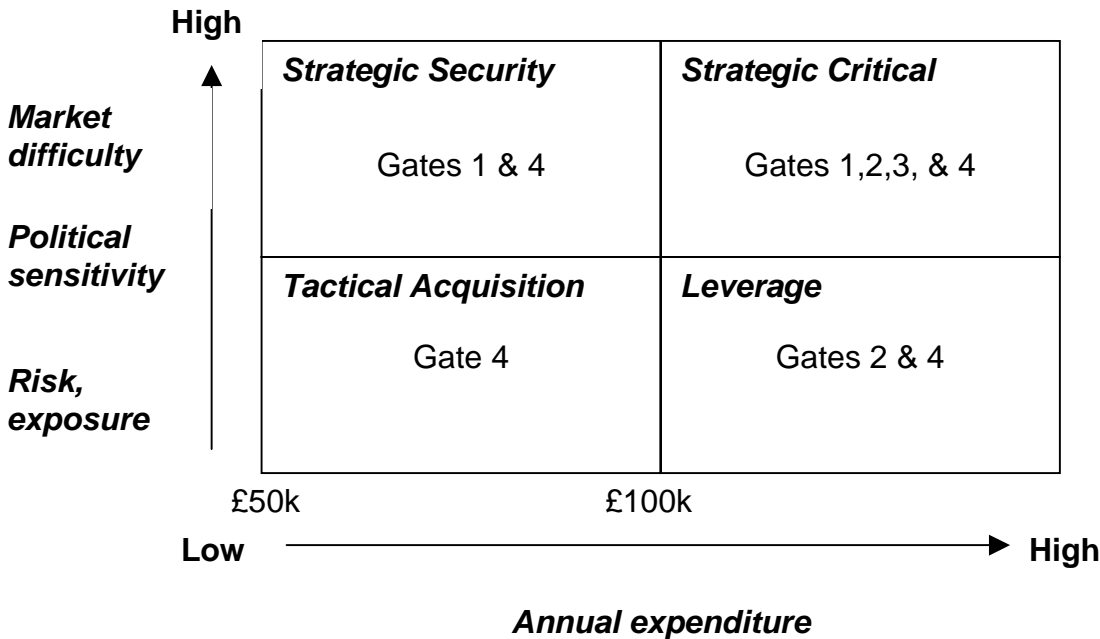 High
Strategic Security
Strategic Critical
Market
difficulty
Gates 1 & 4
Gates 1,2,3, & 4
Political
sensitivity
Tactical Acquisition
Leverage
Gate 4
Gates 2 & 4
Risk,
exposure
£50k
£100k
Low
High
Annual expenditure